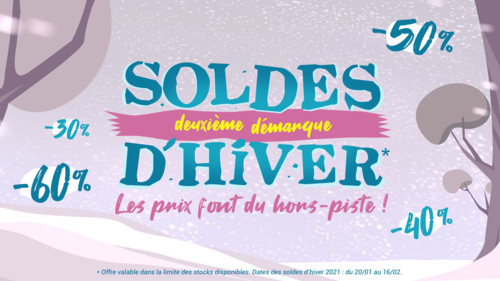 -50%
SOLDES
deuxième démarque
-30%
D'HIVER*
-60%
Les prix font du hors-piste !
-40%
* Offre valable dans la limite des stocks disponibles. Dates des soldes d'hiver 2021 : du 20/01 au 16/02.